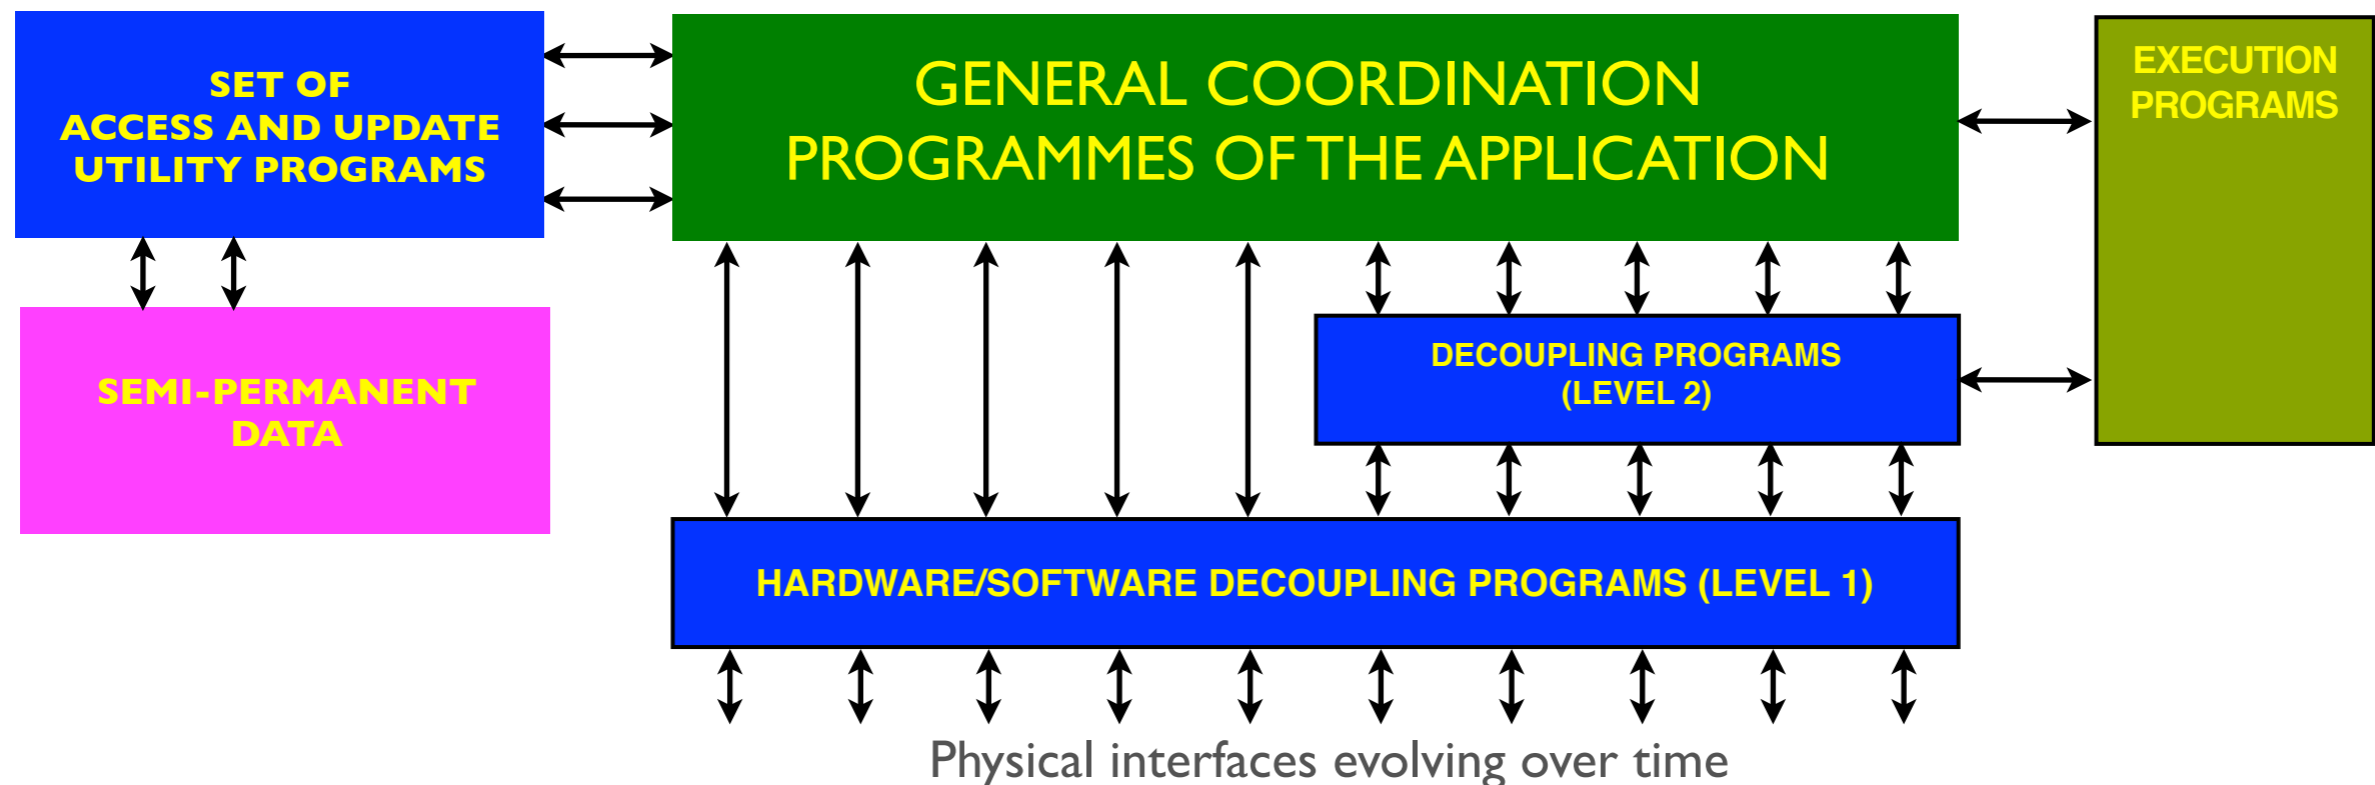 SET OF
ACCESS AND UPDATE
UTILITY PROGRAMS
GENERAL COORDINATION
PROGRAMMES OF THE APPLICATION
EXECUTION
PROGRAMS
SEMI-PERMANENT
DATA
DECOUPLING PROGRAMS
(LEVEL 2)
HARDWARE/SOFTWARE DECOUPLING PROGRAMS (LEVEL 1)
Physical interfaces evolving over time